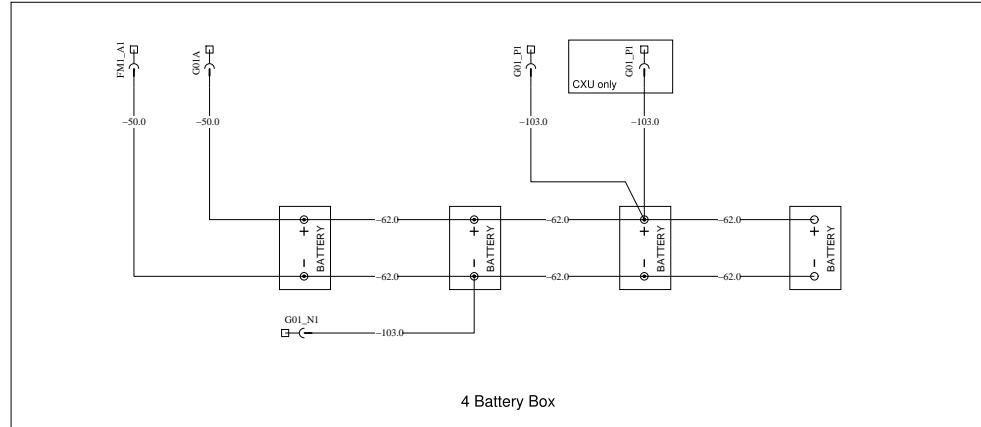 FM1_A1
G01A
G01_P1
G01_P1
CXU only
–50.0
–50.0
–103.0
–103.0
–62.0
–62.0
–62.0
+
+
+
+
BATTERY
BATTERY
BATTERY
BATTERY
–
–
–
–
–62.0
–62.0
–62.0
G01_N1
–103.0
4 Battery Box